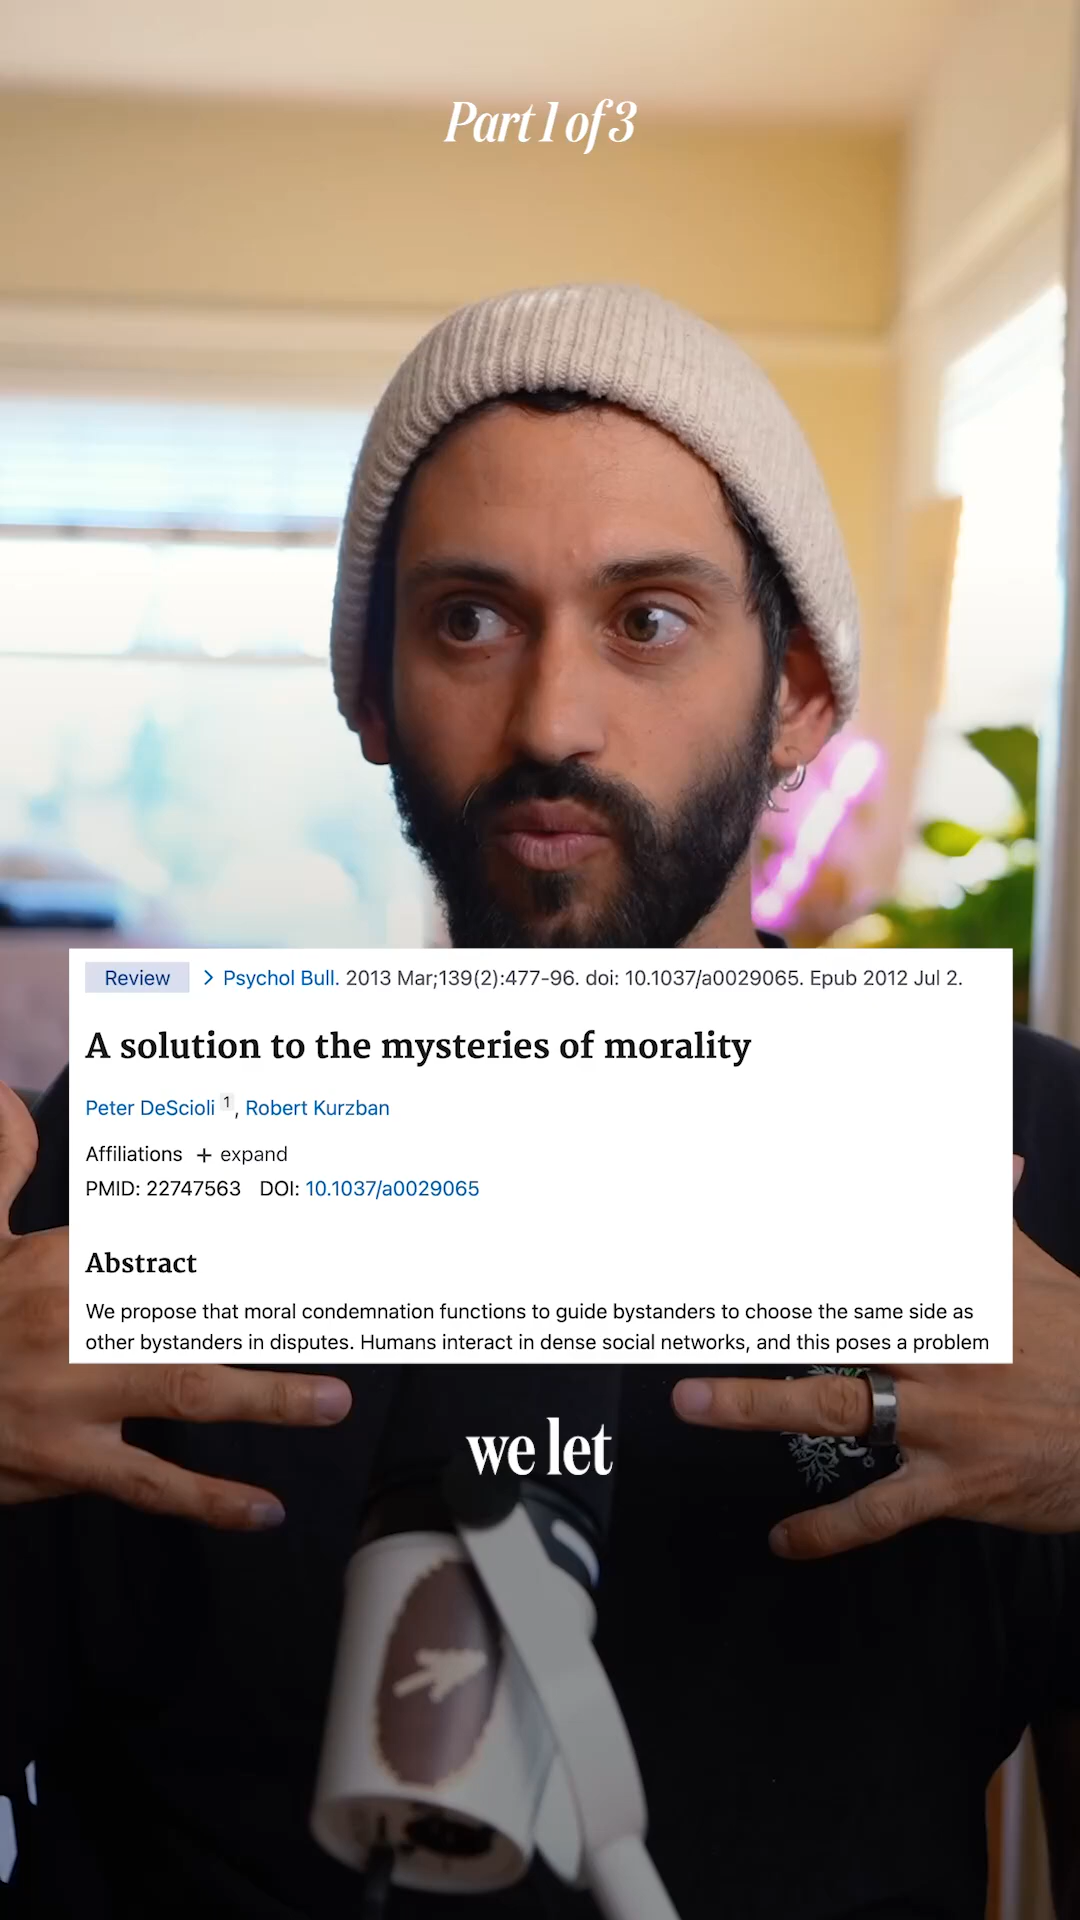 Part 1 of 3
Review > Psychol Bull. 2013 Mar;139(2):477-96. doi: 10.1037/a0029065. Epub 2012 Jul 2.
A solution to the mysteries of morality
Peter DeScioli 1, Robert Kurzban
Affiliations + expand
PMID: 22747563 DOI: 10.1037/a0029065
Abstract
We propose that moral condemnation functions to guide bystanders to choose the same side as
other bystanders in disputes. Humans interact in dense social networks, and this poses a problem
we let